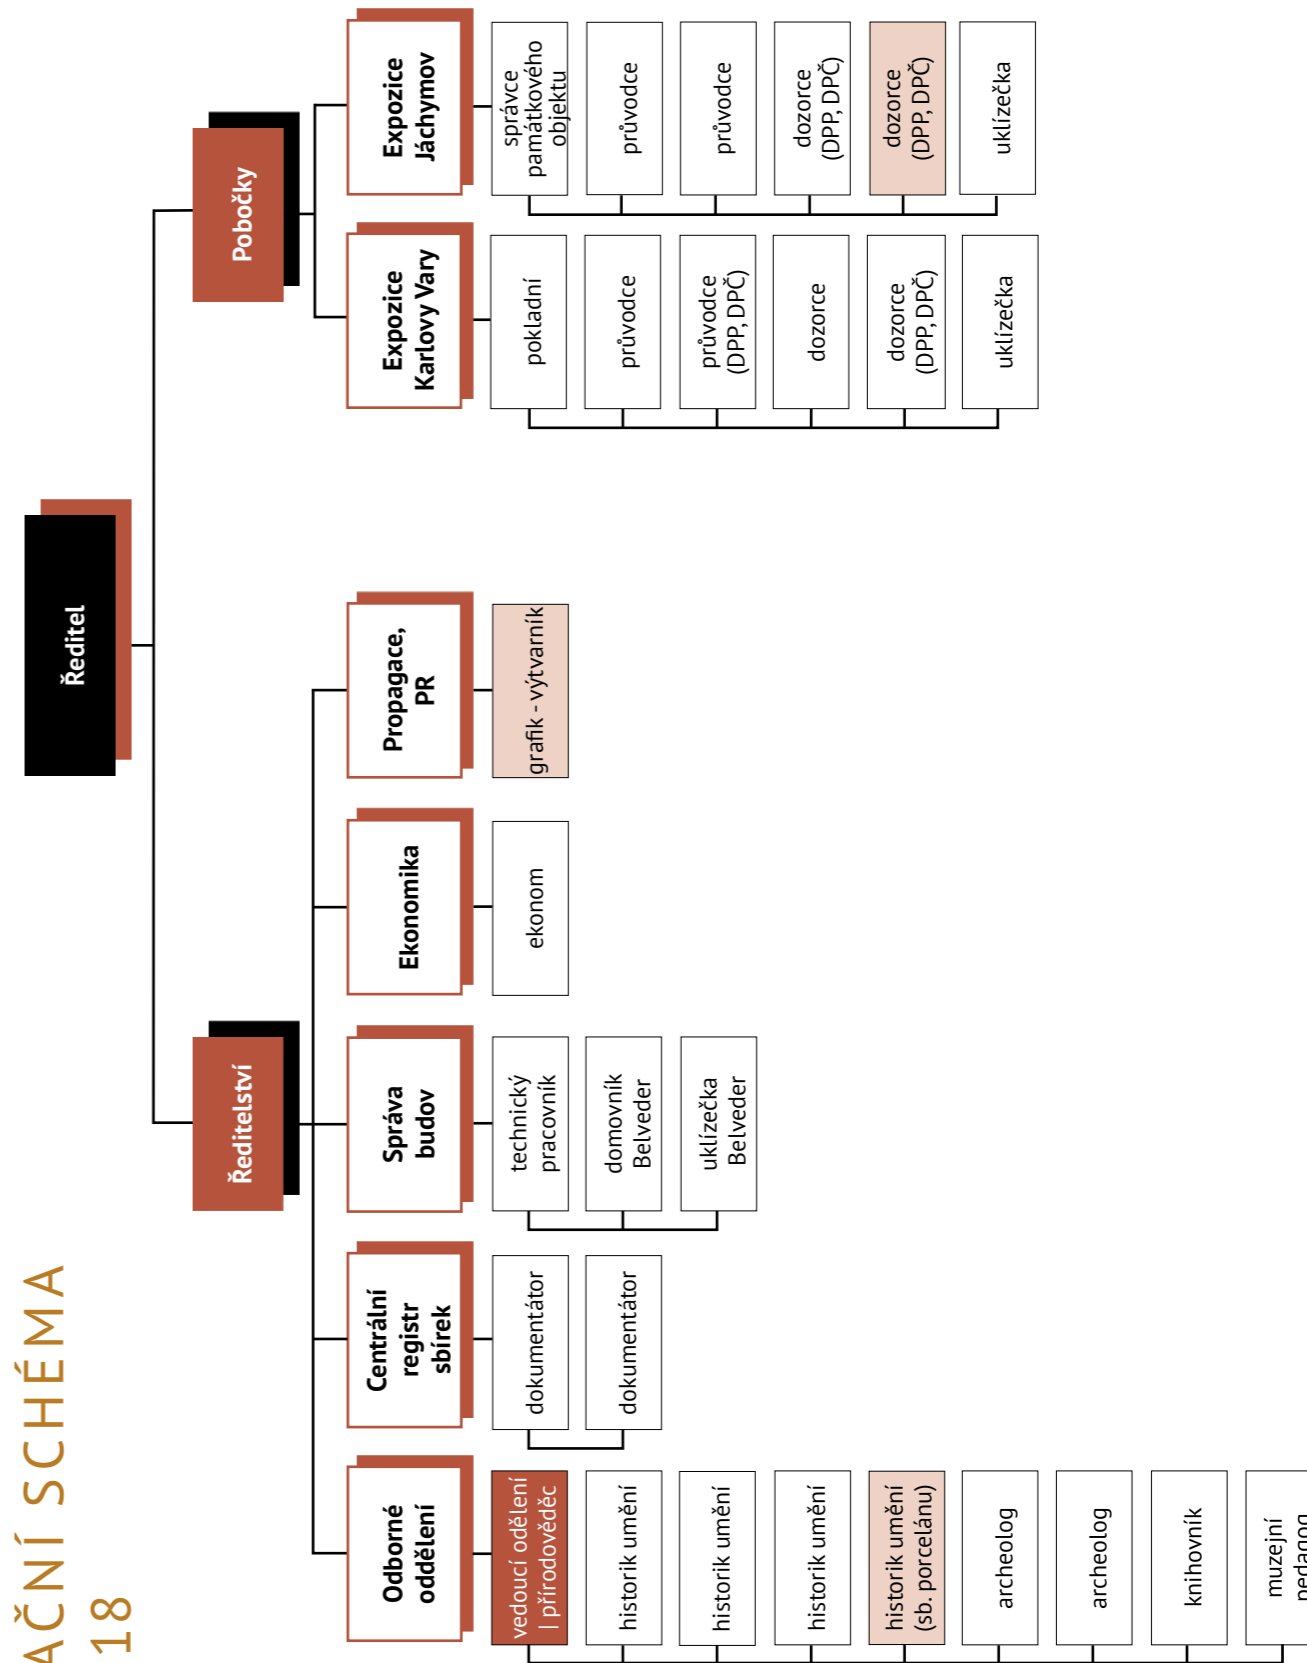 AČNÍ SCHÉMA
18
Ředitel
Ředitelství
Pobočky
Odborné
oddělení
vedoucí odělení
| přírodovědec
historik umění
historik umění
historik umění
historik umění
(sb. porcelánu)
archeolog
archeolog
knihovník
muzejní
pedagog
Centrální
registr
sbírek
dokumentátor
dokumentátor
Správa
budov
technický
pracovník
domovník
Belveder
uklízečka
Belveder
Ekonomika
ekonom
Propagace,
PR
grafik - výtvarník
Expozice
Karlovy Vary
pokladní
průvodce
průvodce
(DPP, DPČ)
dozorce
dozorce
(DPP, DPČ)
uklízečka
Expozice
Jáchymov
správce
památkového
objektu
průvodce
průvodce
dozorce
(DPP, DPČ)
dozorce
(DPP, DPČ)
uklízečka